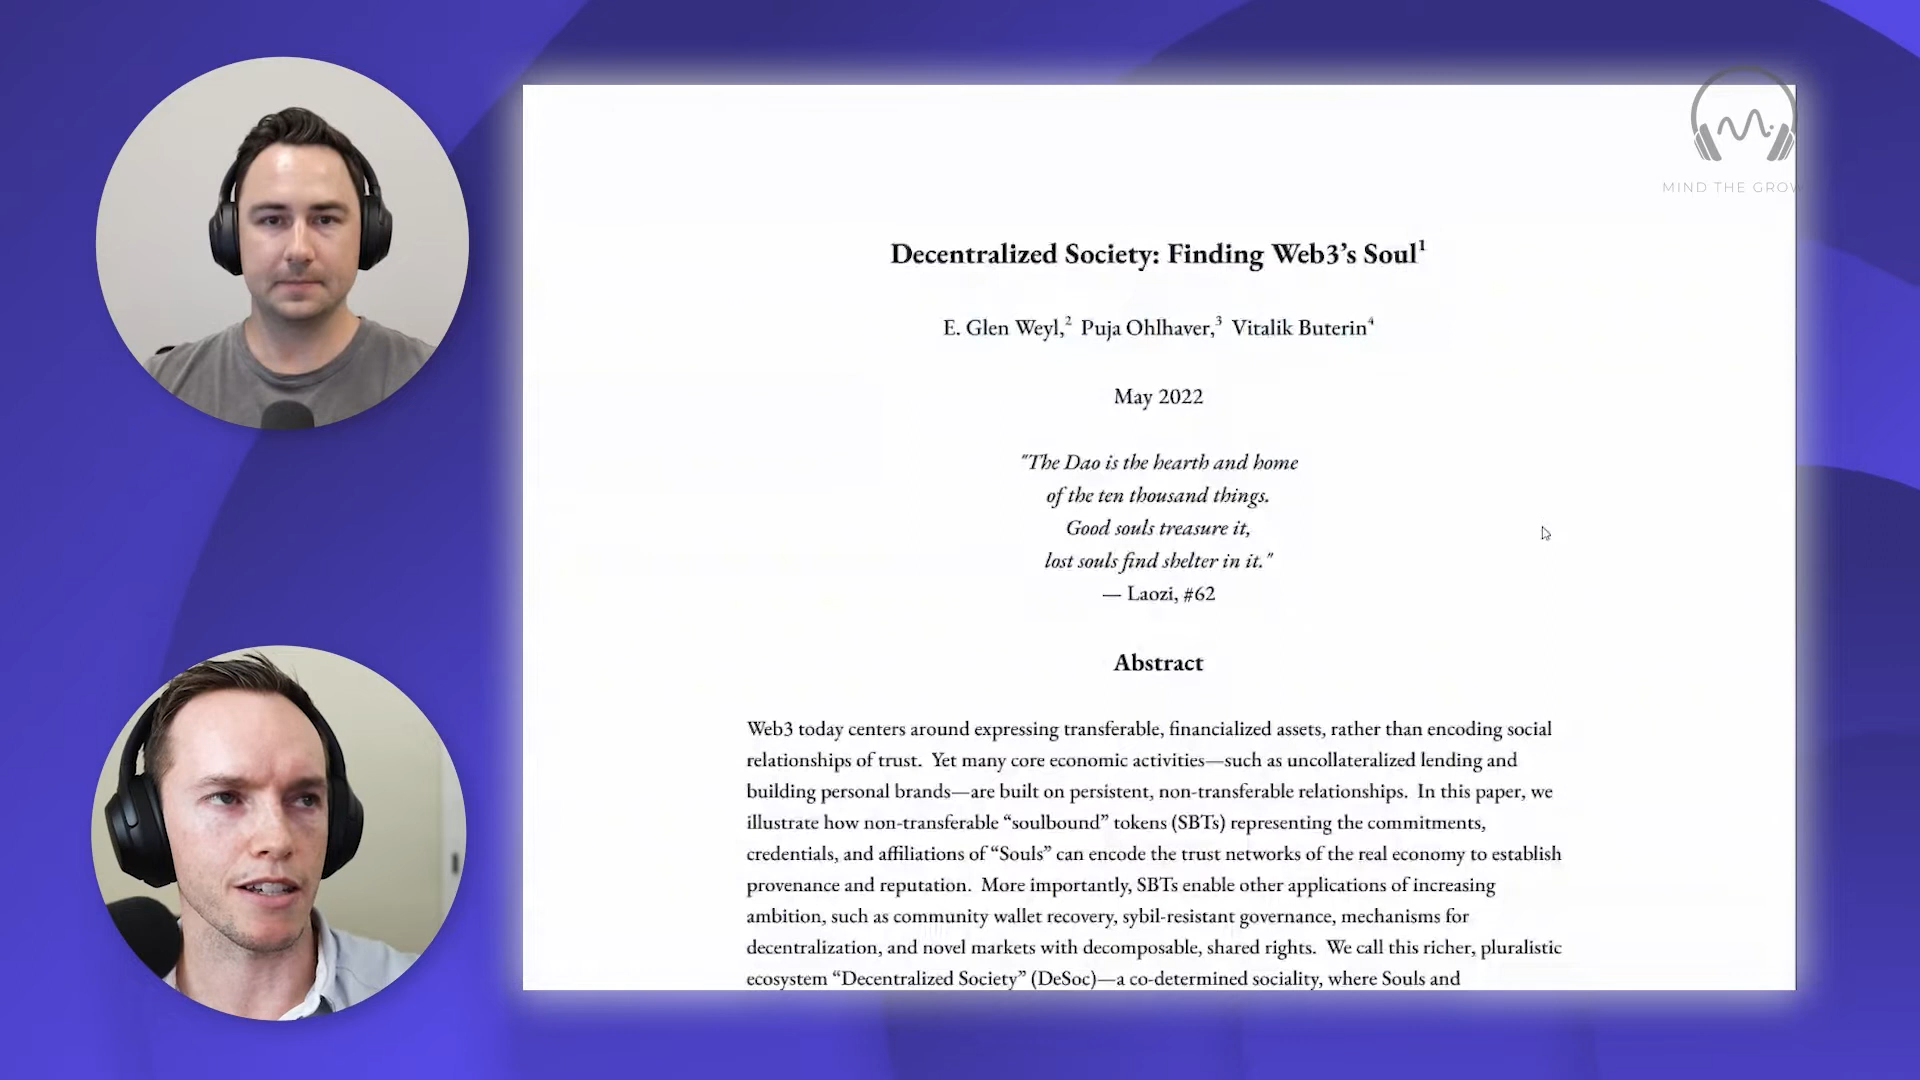 MIND THE GROW
Decentralized Society: Finding Web3’s Soul¹
E. Glen Weyl,² Puja Ohlhaver,³ Vitalik Buterin⁴
May 2022
"The Dao is the hearth and home
of the ten thousand things.
Good souls treasure it,
lost souls find shelter in it."
— Laozi, #62
Abstract
Web3 today centers around expressing transferable, financialized assets, rather than encoding social
relationships of trust. Yet many core economic activities—such as uncollateralized lending and
building personal brands—are built on persistent, non-transferable relationships. In this paper, we
illustrate how non-transferable “soulbound” tokens (SBTs) representing the commitments,
credentials, and affiliations of “Souls” can encode the trust networks of the real economy to establish
provenance and reputation. More importantly, SBTs enable other applications of increasing
ambition, such as community wallet recovery, sybil-resistant governance, mechanisms for
decentralization, and novel markets with decomposable, shared rights. We call this richer, pluralistic
ecosystem “Decentralized Society” (DeSoc)—a co-determined sociality, where Souls and